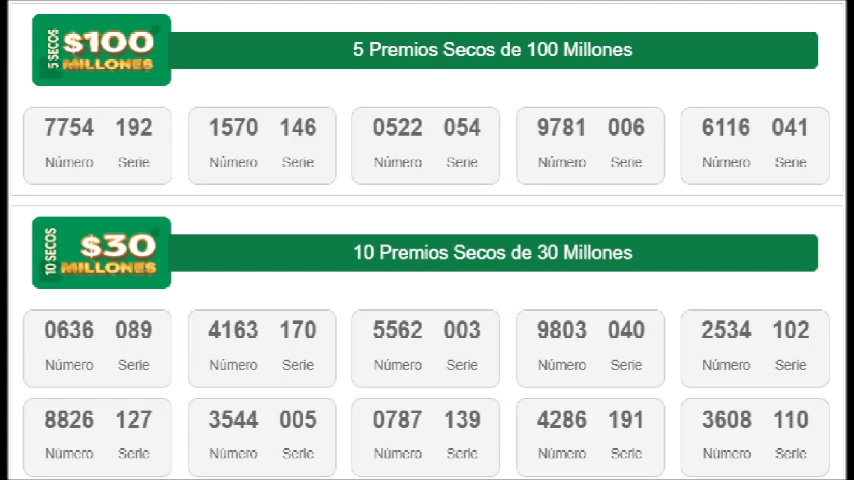 5 SECOS
$100
MILLONES
5 Premios Secos de 100 Millones
7754 192 1570 146 0522 054 9781 006 6116 041
Número Serie Número Serie Número Serie Número Serie Número Serie
10 SECOS
$30
MILLONES
10 Premios Secos de 30 Millones
0636 089 4163 170 5562 003 9803 040 2534 102
Número Serie Número Serie Número Serie Número Serie Número Serie
8826 127 3544 005 0787 139 4286 191 3608 110
Número Serie Número Serie Número Serie Número Serie Número Serie